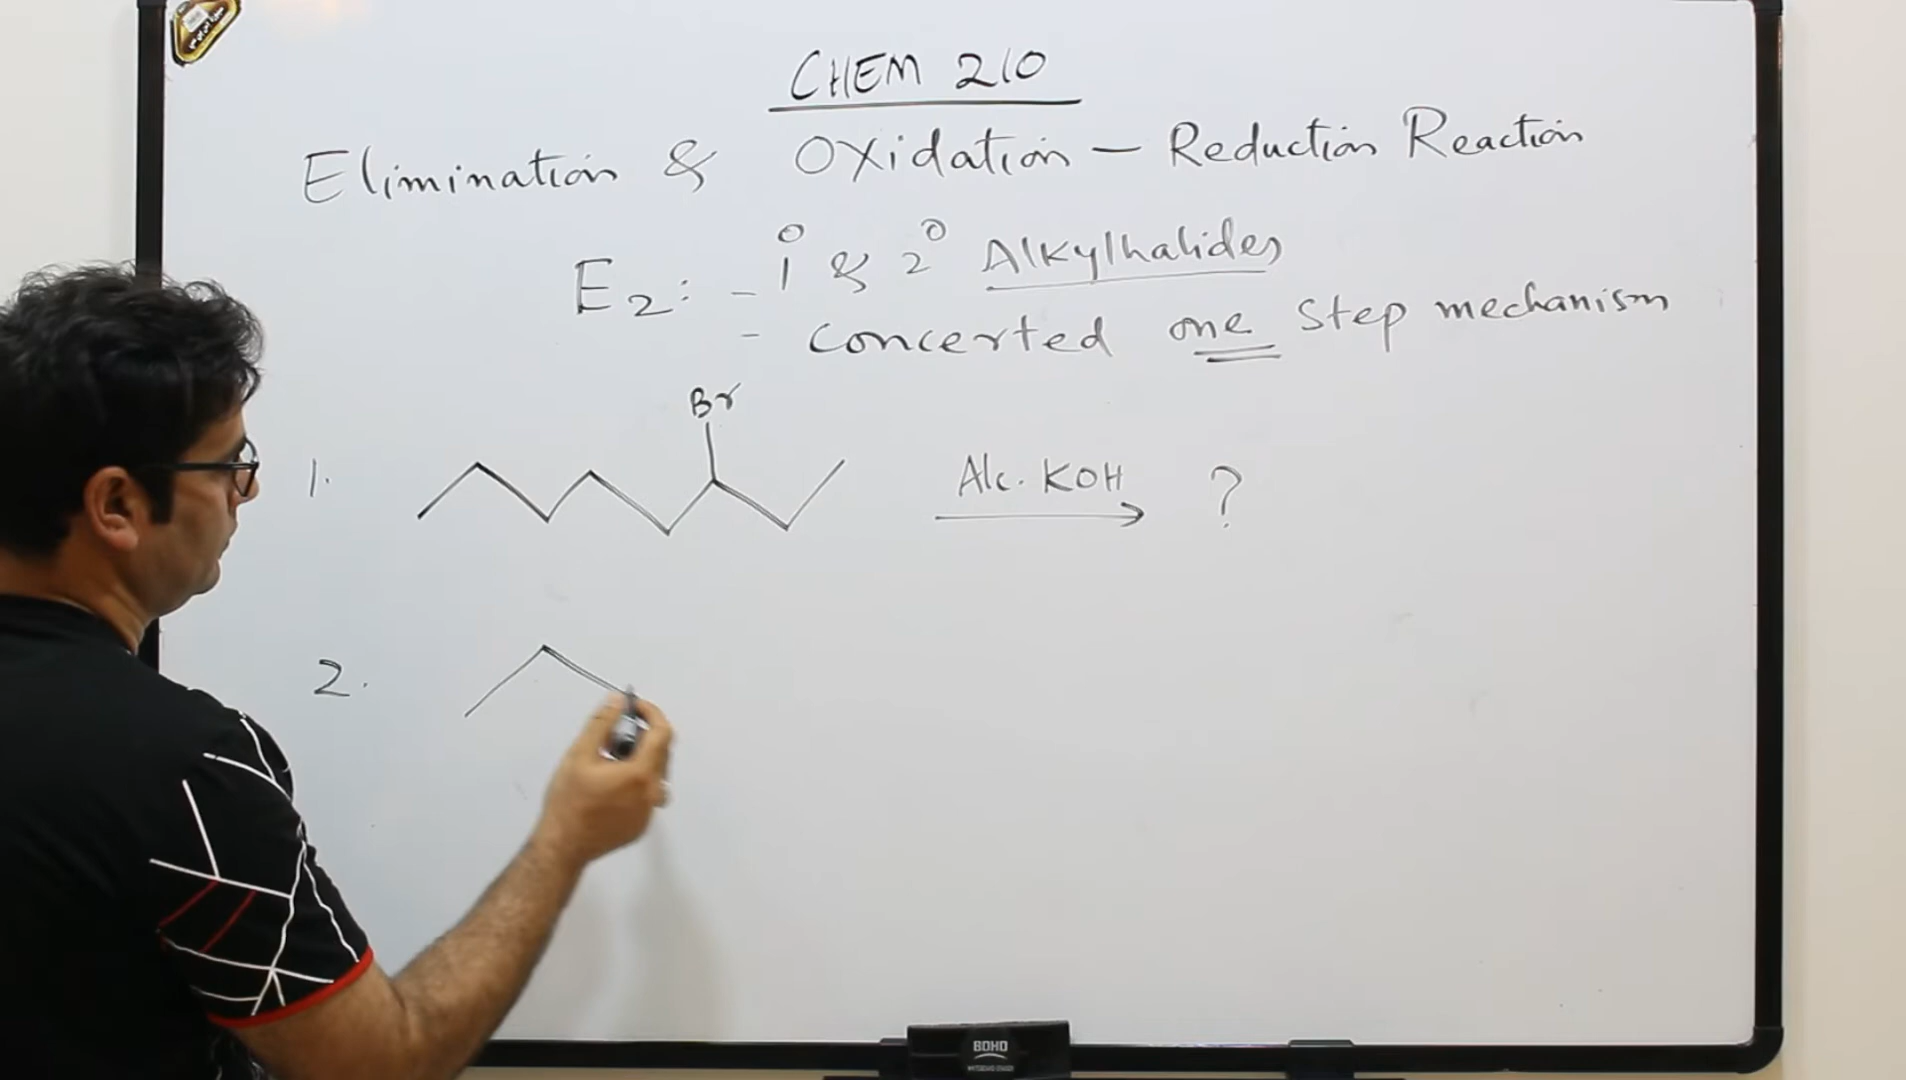 CHEM 210
Elimination & Oxidation – Reduction Reaction
E2: - 1° & 2° Alkylhalides
- concerted one step mechanism
Br
1. Alc. KOH ?
2.
BOHO